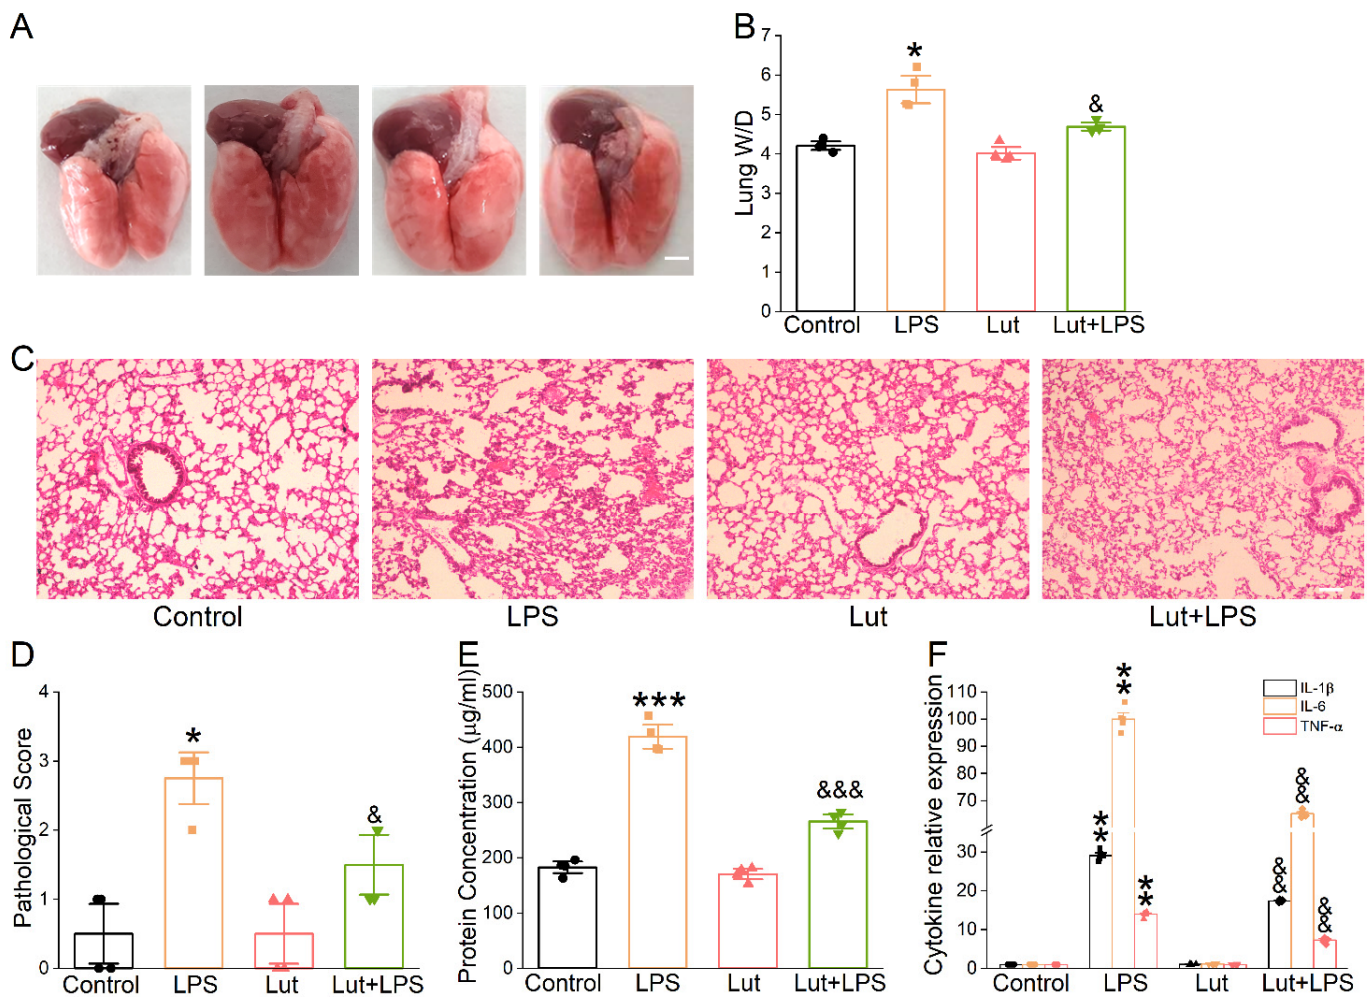 A
B
Lung W/D
7
6
5
4
3
2
1
0
*
&
Control LPS Lut Lut+LPS
C
Control LPS Lut Lut+LPS
D
Pathological Score
4
3
2
1
0
*
&
Control LPS Lut Lut+LPS
E
Protein Concentration (μg/ml)
500
400
300
200
100
0
***
&&&
Control LPS Lut Lut+LPS
F
Cytokine relative expression
110
100
90
80
70
30
20
10
0
**
**
**
&&
&&
&&
IL-1β
IL-6
TNF-α
Control LPS Lut Lut+LPS